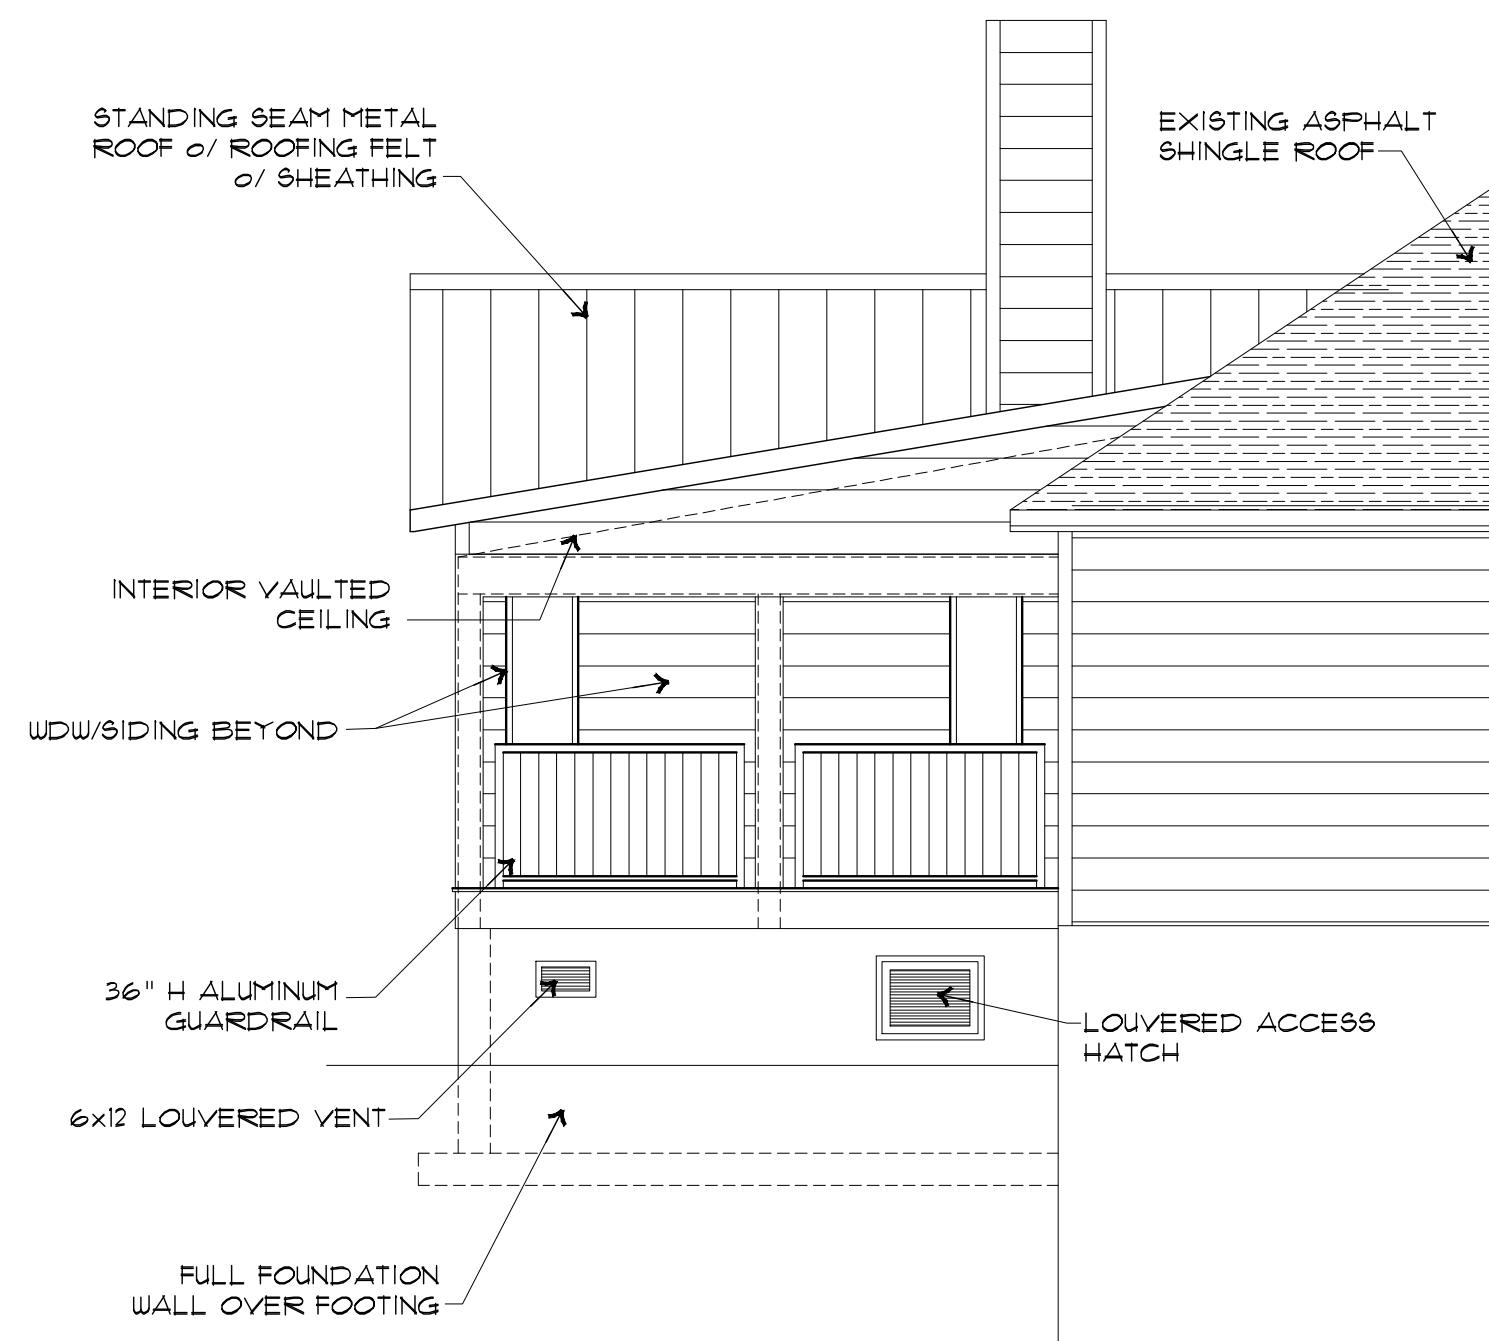 STANDING SEAM METAL
ROOF o/ ROOFING FELT
o/ SHEATHING
EXISTING ASPHALT
SHINGLE ROOF
INTERIOR VAULTED
CEILING
WDW/SIDING BEYOND
36" H ALUMINUM
GUARDRAIL
LOUVERED ACCESS
HATCH
6x12 LOUVERED VENT
FULL FOUNDATION
WALL OVER FOOTING